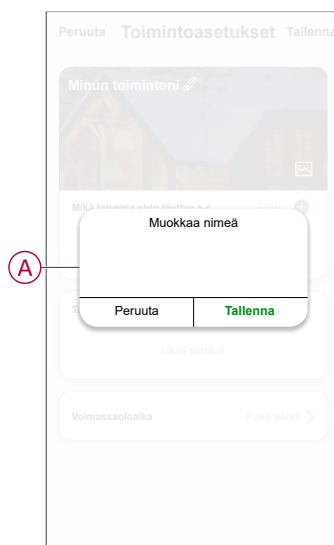 Peruuta Toimintoasetukset Tallenna
Minun toimintoni
Mikä tahansa ehto täyttyy
Muokkaa nimeä
A
Peruuta Tallenna
Lisää tehtävä
Voimassaoloaika Koko päivä